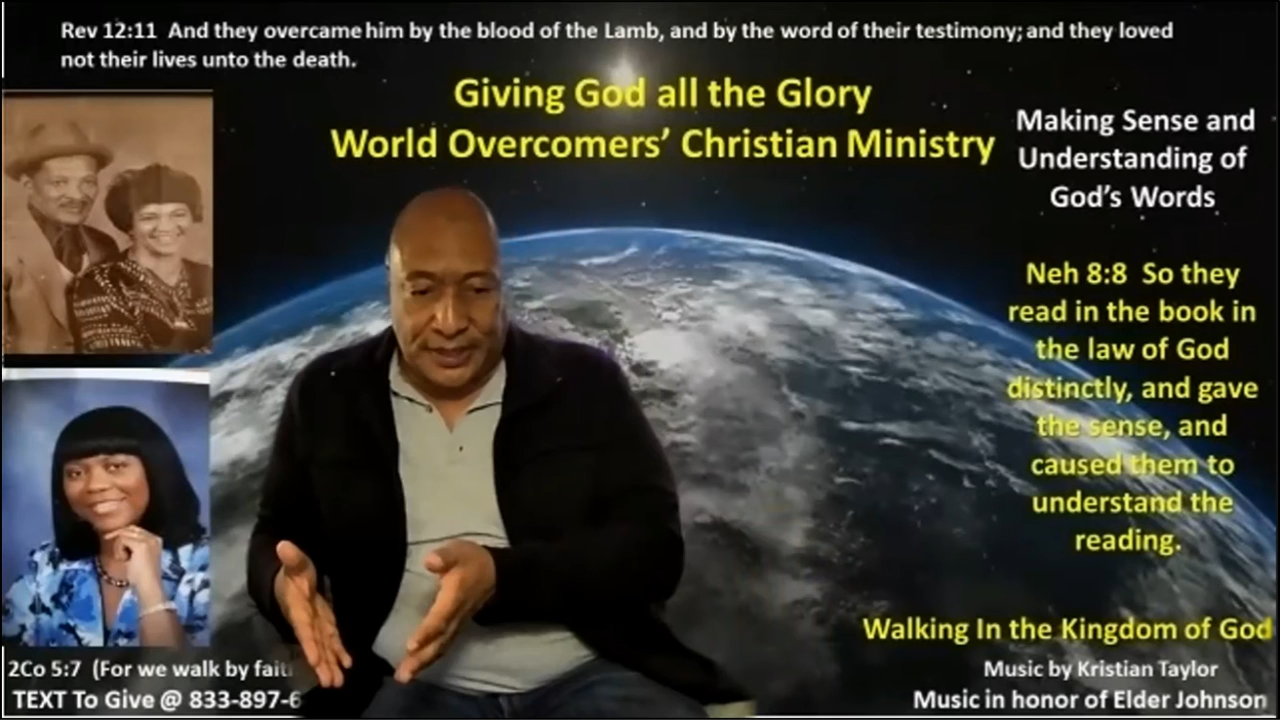 Rev 12:11 And they overcame him by the blood of the Lamb, and by the word of their testimony; and they loved
not their lives unto the death.
Giving God all the Glory
World Overcomers’ Christian Ministry
Making Sense and
Understanding of
God’s Words
Neh 8:8 So they
read in the book in
the law of God
distinctly, and gave
the sense, and
caused them to
understand the
reading.
Walking In the Kingdom of God
Music by Kristian Taylor
Music in honor of Elder Johnson
2Co 5:7 (For we walk by fait
TEXT To Give @ 833-897-6